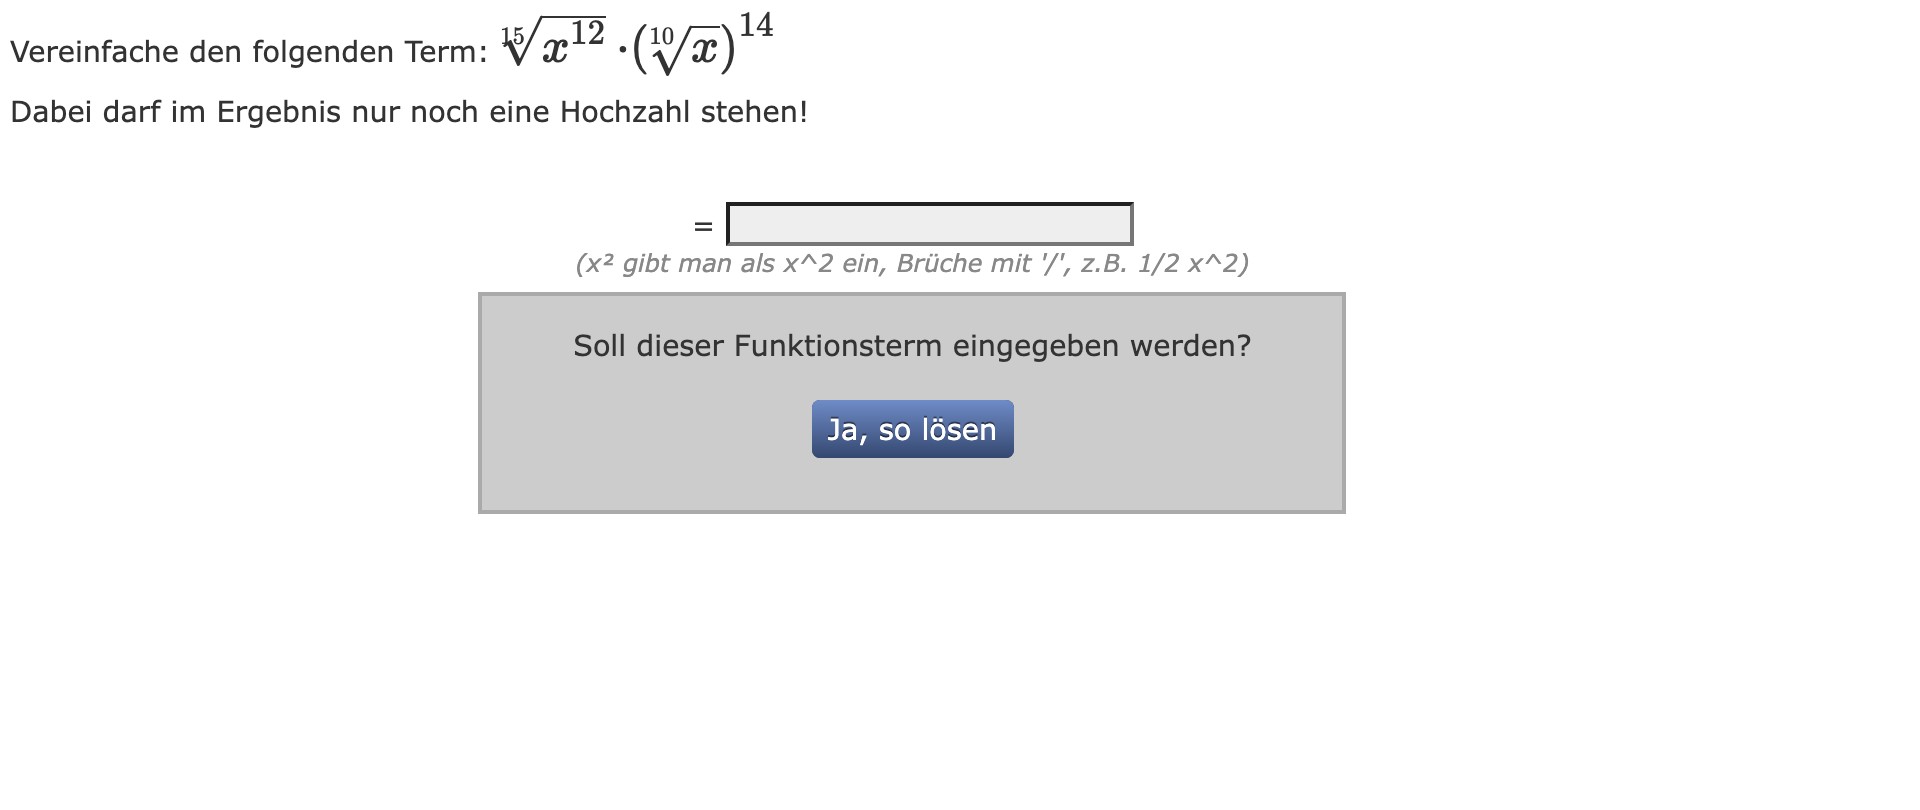 Vereinfache den folgenden Term: $\sqrt[15]{x^{12}} \cdot \left(\sqrt[10]{x}\right)^{14}$
Dabei darf im Ergebnis nur noch eine Hochzahl stehen!
=
(x² gibt man als x^2 ein, Brüche mit '/', z.B. 1/2 x^2)
Soll dieser Funktionsterm eingegeben werden?
Ja, so lösen